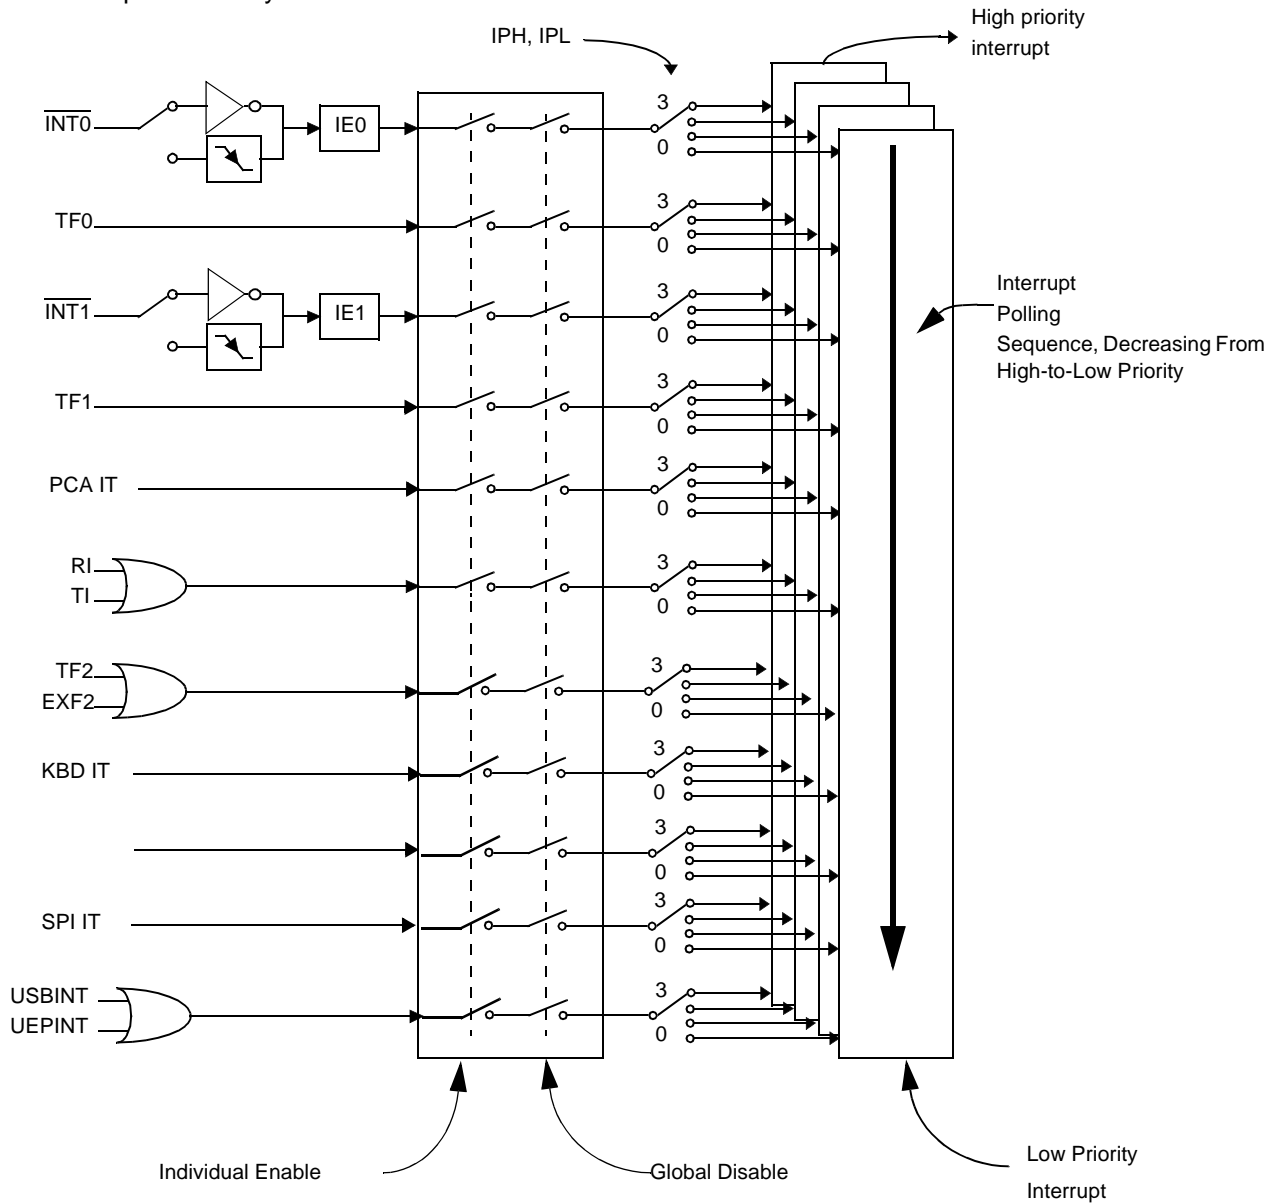 High priority
interrupt
IPH, IPL
3
0
INT0
IE0
TF0
3
0
INT1
IE1
3
0
Interrupt
Polling
Sequence, Decreasing From
High-to-Low Priority
TF1
3
0
PCA IT
3
0
RI
TI
3
0
TF2
EXF2
3
0
KBD IT
3
0
3
0
SPI IT
3
0
USBINT
UEPINT
3
0
Individual Enable
Global Disable
Low Priority
Interrupt